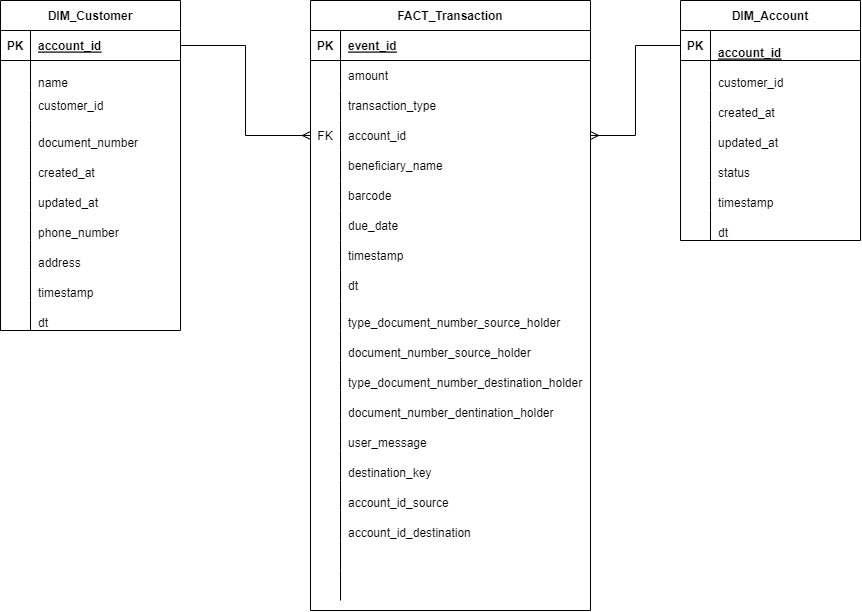 DIM_Customer
PK account_id
name
customer_id
document_number
created_at
updated_at
phone_number
address
timestamp
dt
FACT_Transaction
PK event_id
amount
transaction_type
FK account_id
beneficiary_name
barcode
due_date
timestamp
dt
type_document_number_source_holder
document_number_source_holder
type_document_number_destination_holder
document_number_dentination_holder
user_message
destination_key
account_id_source
account_id_destination
DIM_Account
PK account_id
customer_id
created_at
updated_at
status
timestamp
dt